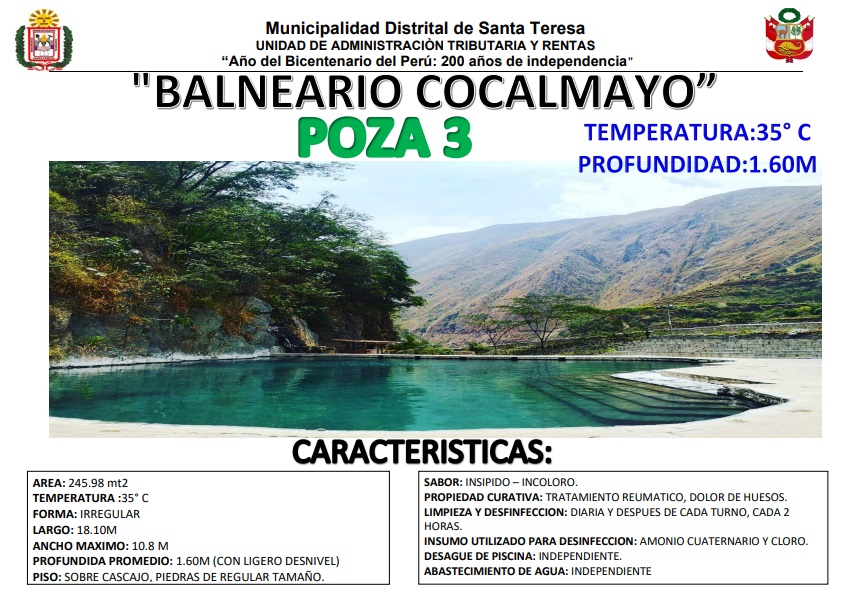 Municipalidad Distrital de Santa Teresa
UNIDAD DE ADMINISTRACIÒN TRIBUTARIA Y RENTAS
“Año del Bicentenario del Perú: 200 años de independencia”
"BALNEARIO COCALMAYO”
POZA 3
TEMPERATURA:35° C
PROFUNDIDAD:1.60M
CARACTERISTICAS:
AREA: 245.98 mt2
TEMPERATURA :35° C
FORMA: IRREGULAR
LARGO: 18.10M
ANCHO MAXIMO: 10.8 M
PROFUNDIDA PROMEDIO: 1.60M (CON LIGERO DESNIVEL)
PISO: SOBRE CASCAJO, PIEDRAS DE REGULAR TAMAÑO.
SABOR: INSIPIDO – INCOLORO.
PROPIEDAD CURATIVA: TRATAMIENTO REUMATICO, DOLOR DE HUESOS.
LIMPIEZA Y DESINFECCION: DIARIA Y DESPUES DE CADA TURNO, CADA 2
HORAS.
INSUMO UTILIZADO PARA DESINFECCION: AMONIO CUATERNARIO Y CLORO.
DESAGUE DE PISCINA: INDEPENDIENTE.
ABASTECIMIENTO DE AGUA: INDEPENDIENTE